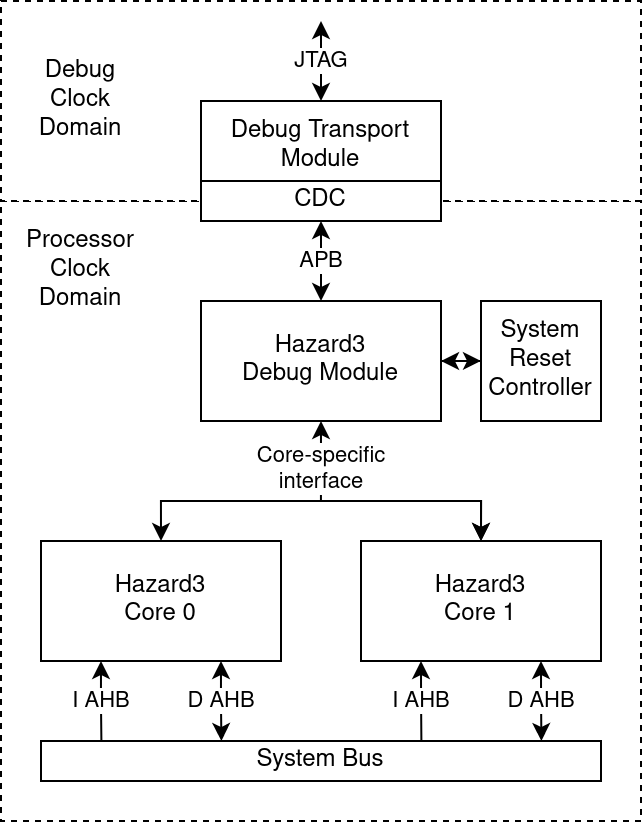 Debug
Clock
Domain
JTAG
Debug Transport
Module
CDC
Processor
Clock
Domain
APB
Hazard3
Debug Module
System
Reset
Controller
Core-specific
interface
Hazard3
Core 0
Hazard3
Core 1
I AHB
D AHB
I AHB
D AHB
System Bus